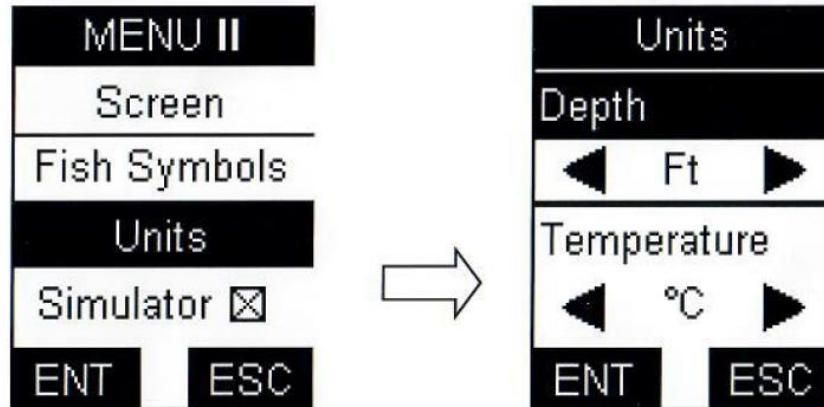 MENU II
Screen
Fish Symbols
Units
Simulator
ENT ESC
Units
Depth
Ft
Temperature
°C
ENT ESC